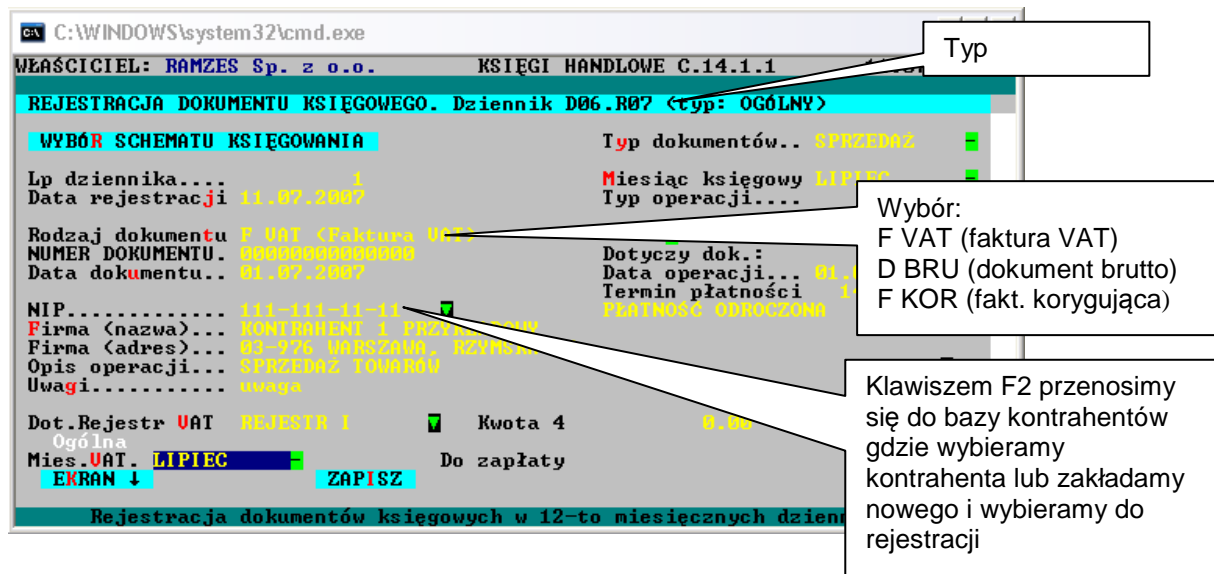 C:\WINDOWS\system32\cmd.exe
Typ
WŁAŚCICIEL: RAMZES Sp. z o.o. KSIĘGI HANDLOWE C.14.1.1
REJESTRACJA DOKUMENTU KSIĘGOWEGO. Dziennik D06.R07 (typ: OGÓLNY)
WYBÓR SCHEMATU KSIĘGOWANIA Typ dokumentów.. SPRZEDAŻ
Lp dziennika.... 1 Miesiąc księgowy LIPIEC
Data rejestracji 11.07.2007 Typ operacji....
Rodzaj dokumentu F VAT (Faktura VAT)
NUMER DOKUMENTU. 00000000000000 Dotyczy dok.:
Data dokumentu.. 01.07.2007 Data operacji...
Termin płatności
NIP............. 111-111-11-11 PŁATNOŚĆ ODROCZONA
Firma (nazwa)... KONTRAHENT 1 PRZYKŁADOWY
Firma (adres)... 03-976 WARSZAWA,
Opis operacji... SPRZEDAŻ TOWARÓW
Uwagi........... uwaga
Dot.Rejestr VAT REJESTR I Kwota 4 0.00
Ogólna
Mies.VAT. LIPIEC Do zapłaty
EKRAN ↓ ZAPISZ
Rejestracja dokumentów księgowych w 12-to miesięcznych
Wybór:
F VAT (faktura VAT)
D BRU (dokument brutto)
F KOR (fakt. korygująca)
Klawiszem F2 przenosimy
się do bazy kontrahentów
gdzie wybieramy
kontrahenta lub zakładamy
nowego i wybieramy do
rejestracji